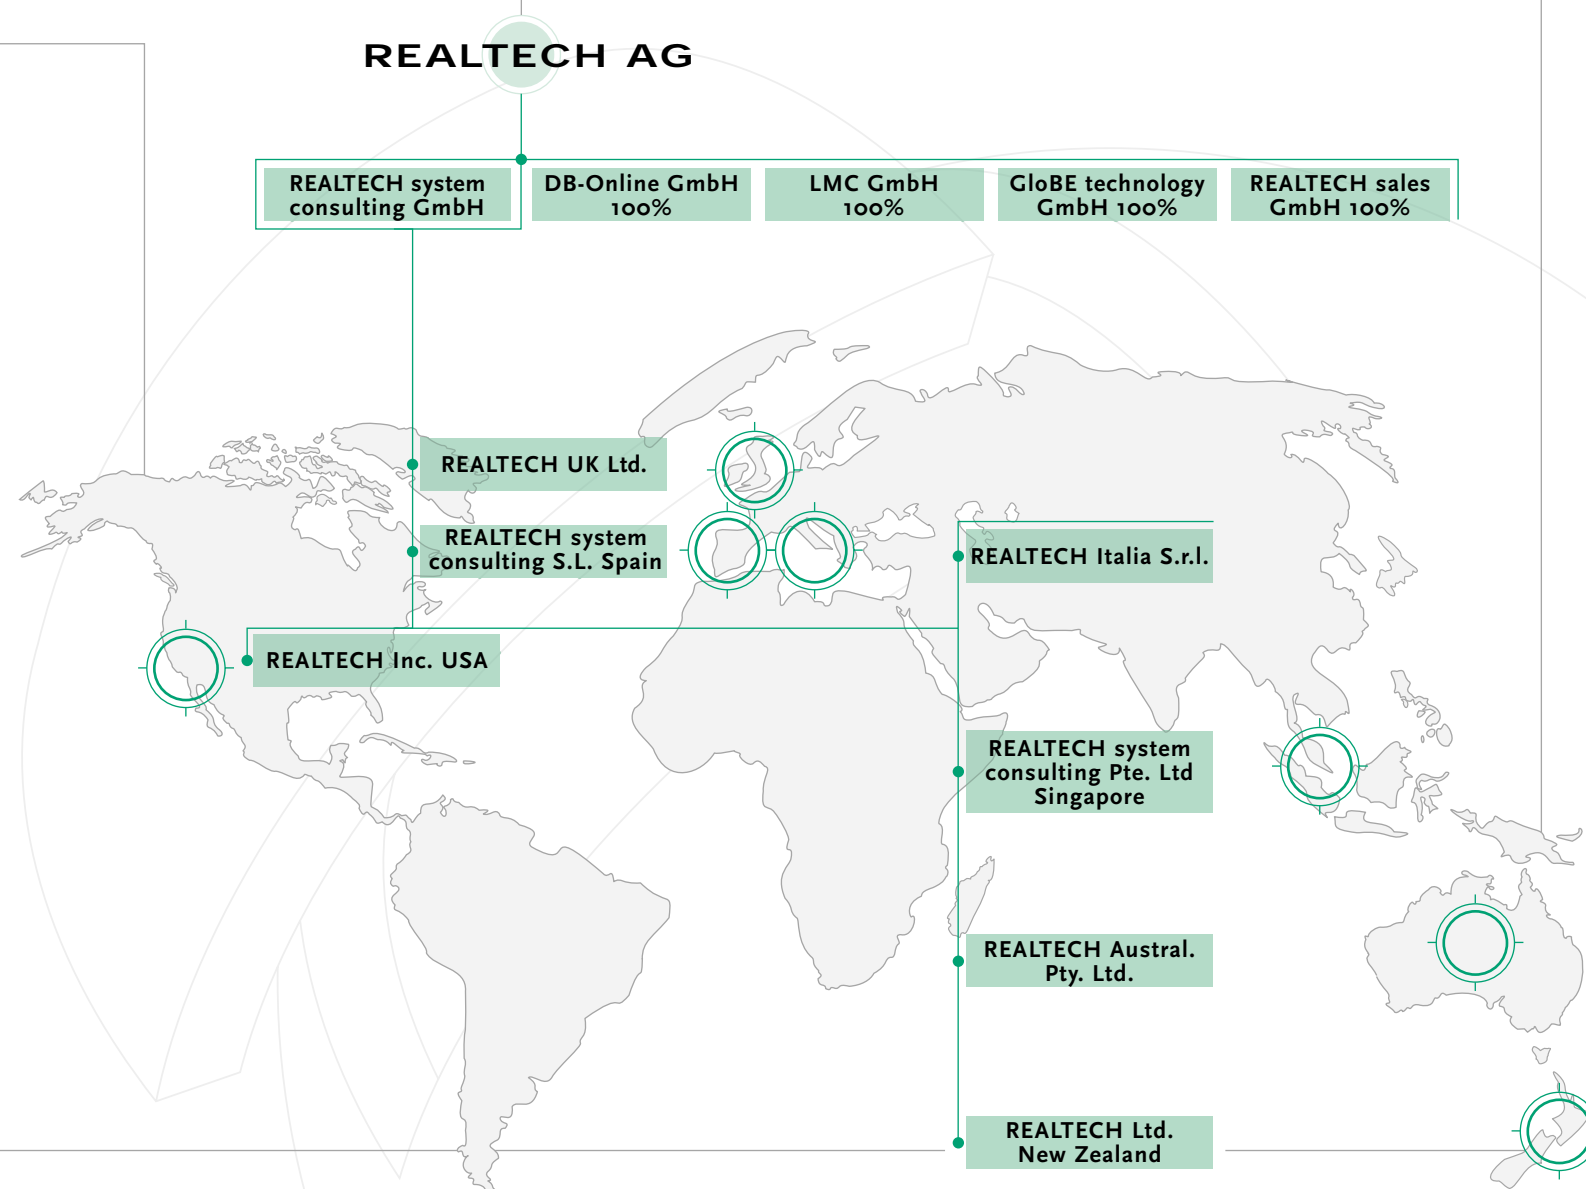 REALTECH AG
REALTECH system
consulting GmbH
DB-Online GmbH
100%
LMC GmbH
100%
GloBE technology
GmbH 100%
REALTECH sales
GmbH 100%
REALTECH UK Ltd.
REALTECH system
consulting S.L. Spain
REALTECH Italia S.r.l.
REALTECH Inc. USA
REALTECH system
consulting Pte. Ltd
Singapore
REALTECH Austral.
Pty. Ltd.
REALTECH Ltd.
New Zealand